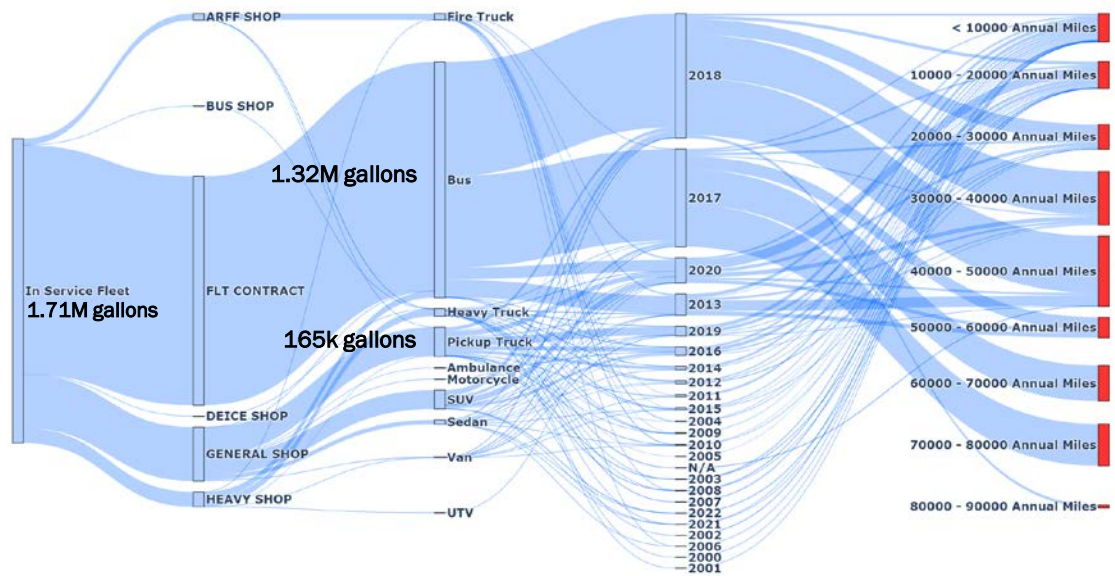 In Service Fleet
1.71M gallons
ARFF SHOP
BUS SHOP
FLT CONTRACT
DEICE SHOP
GENERAL SHOP
HEAVY SHOP
Fire Truck
1.32M gallons
Bus
Heavy Truck
165k gallons
Pickup Truck
Ambulance
Motorcycle
SUV
Sedan
Van
UTV
2018
2017
2020
2013
2019
2016
2014
2012
2011
2015
2004
2009
2010
2005
N/A
2003
2008
2007
2022
2021
2002
2006
2000
2001
< 10000 Annual Miles
10000 - 20000 Annual Miles
20000 - 30000 Annual Miles
30000 - 40000 Annual Miles
40000 - 50000 Annual Miles
50000 - 60000 Annual Miles
60000 - 70000 Annual Miles
70000 - 80000 Annual Miles
80000 - 90000 Annual Miles